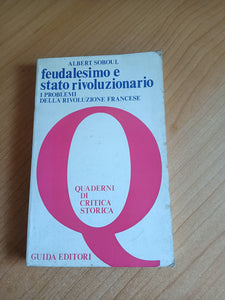 ALBERT SOBOUL
feudalesimo e
stato rivoluzionario
I PROBLEMI
DELLA RIVOLUZIONE FRANCESE
Q
QUADERNI
DI
CRITICA
STORICA
GUIDA EDITORI